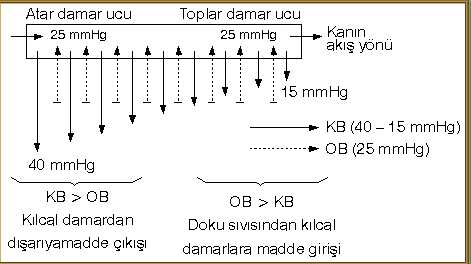 Atar damar ucu
Toplar damar ucu
25 mmHg
25 mmHg
Kanın
akış yönü
15 mmHg
KB (40 – 15 mmHg)
OB (25 mmHg)
40 mmHg
KB > OB
Kılcal damardan
dışarıyamadde çıkışı
OB > KB
Doku sıvısından kılcal
damarlara madde girişi